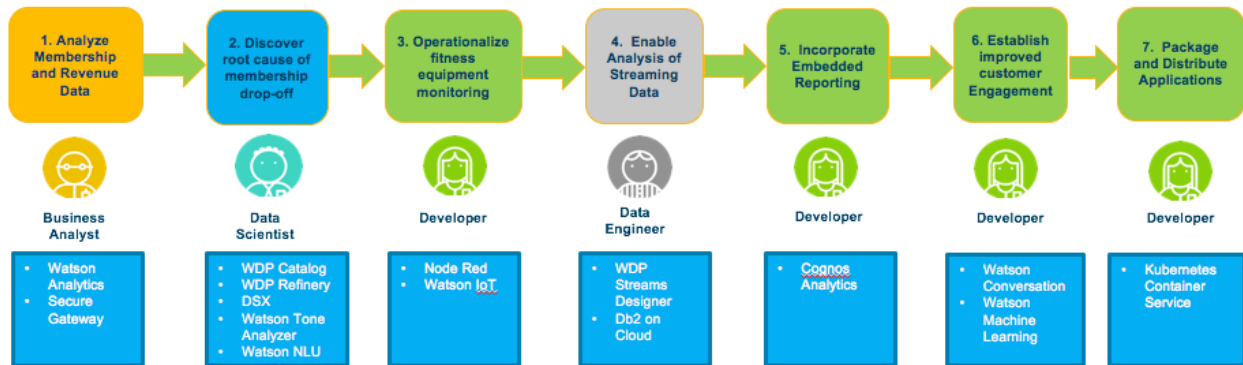 1. Analyze
Membership
and Revenue
Data
2. Discover
root cause of
membership
drop-off
3. Operationalize
fitness
equipment
monitoring
4. Enable
Analysis of
Streaming
Data
5. Incorporate
Embedded
Reporting
6. Establish
improved
customer
Engagement
7. Package
and Distribute
Applications
Business
Analyst
Data
Scientist
Developer
Data
Engineer
Developer
Developer
Developer
• Watson
Analytics
• Secure
Gateway
• WDP Catalog
• WDP Refinery
• DSX
• Watson Tone
Analyzer
• Watson NLU
• Node Red
• Watson IoT
• WDP
Streams
Designer
• Db2 on
Cloud
• Cognos
Analytics
• Watson
Conversation
• Watson
Machine
Learning
• Kubernetes
Container
Service